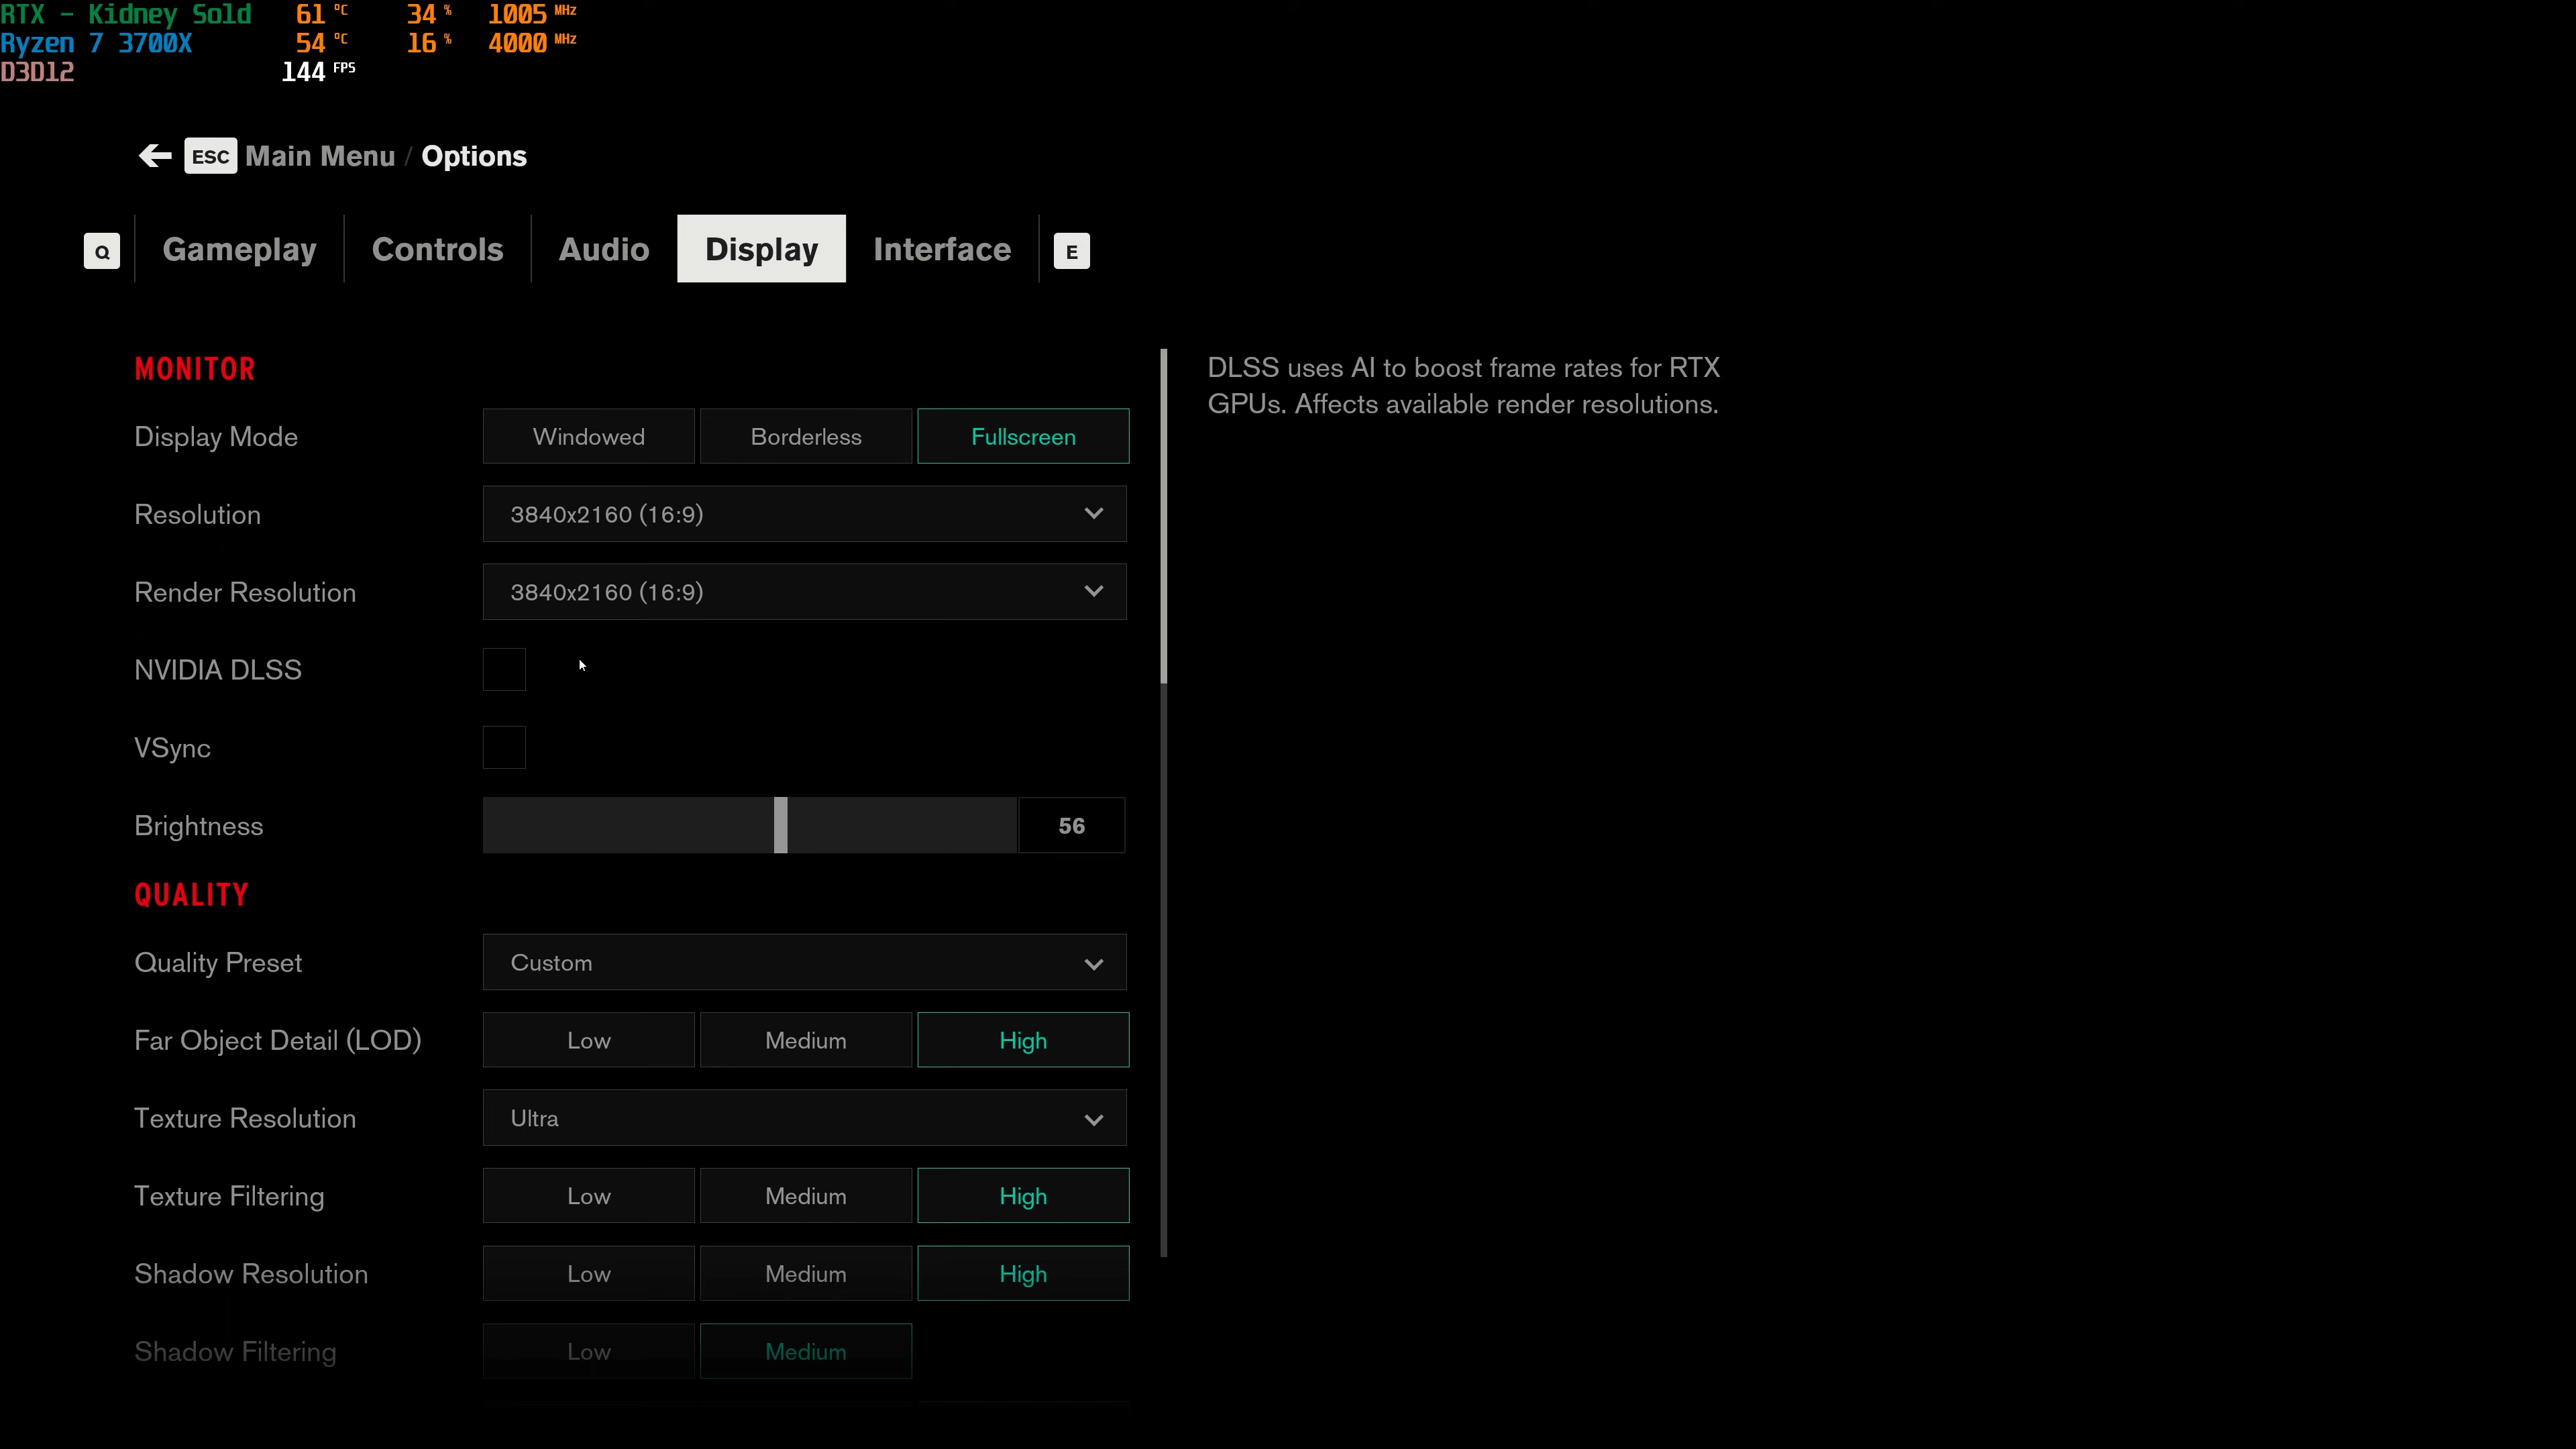 RTX - Kidney Sold 61 °C 34 % 1005 MHz
Ryzen 7 3700X 54 °C 16 % 4000 MHz
D3D12 144 FPS
ESC Main Menu / Options
Q Gameplay Controls Audio Display Interface E
MONITOR
DLSS uses AI to boost frame rates for RTX
GPUs. Affects available render resolutions.
Display Mode Windowed Borderless Fullscreen
Resolution 3840x2160 (16:9)
Render Resolution 3840x2160 (16:9)
NVIDIA DLSS
VSync
Brightness 56
QUALITY
Quality Preset Custom
Far Object Detail (LOD) Low Medium High
Texture Resolution Ultra
Texture Filtering Low Medium High
Shadow Resolution Low Medium High
Shadow Filtering Low Medium